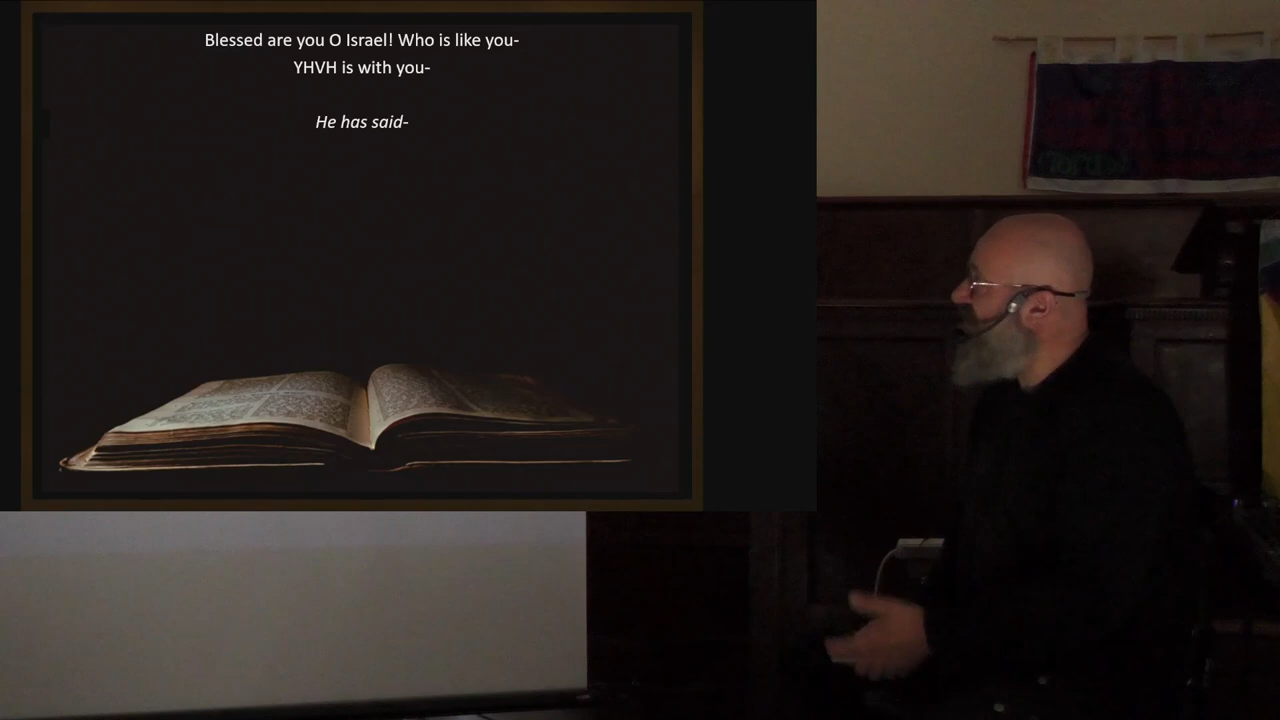 Blessed are you O Israel! Who is like you-
YHVH is with you-
He has said-